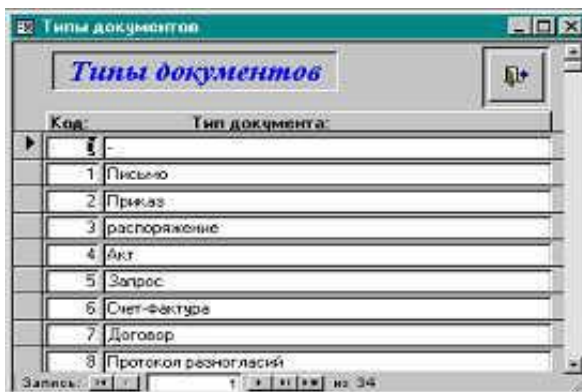 Типы документов
Типы документов
Код: Тип документа:
-
1 Письмо
2 Приказ
3 распоряжение
4 Акт
5 Запрос
6 Счет-Фактура
7 Договор
8 Протокол разногласий
Запись: 1 из 34